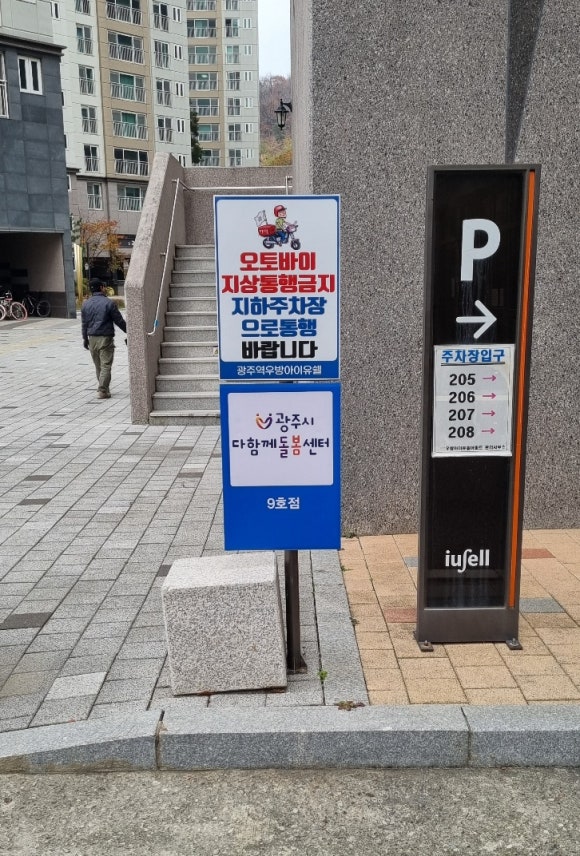 오토바이
지상통행금지
지하주차장
으로통행
바랍니다
광주역우방아이유쉘
광주시
다함께돌봄센터
9호점
P
→
주차장입구
205 →
206 →
207 →
208 →
iusell